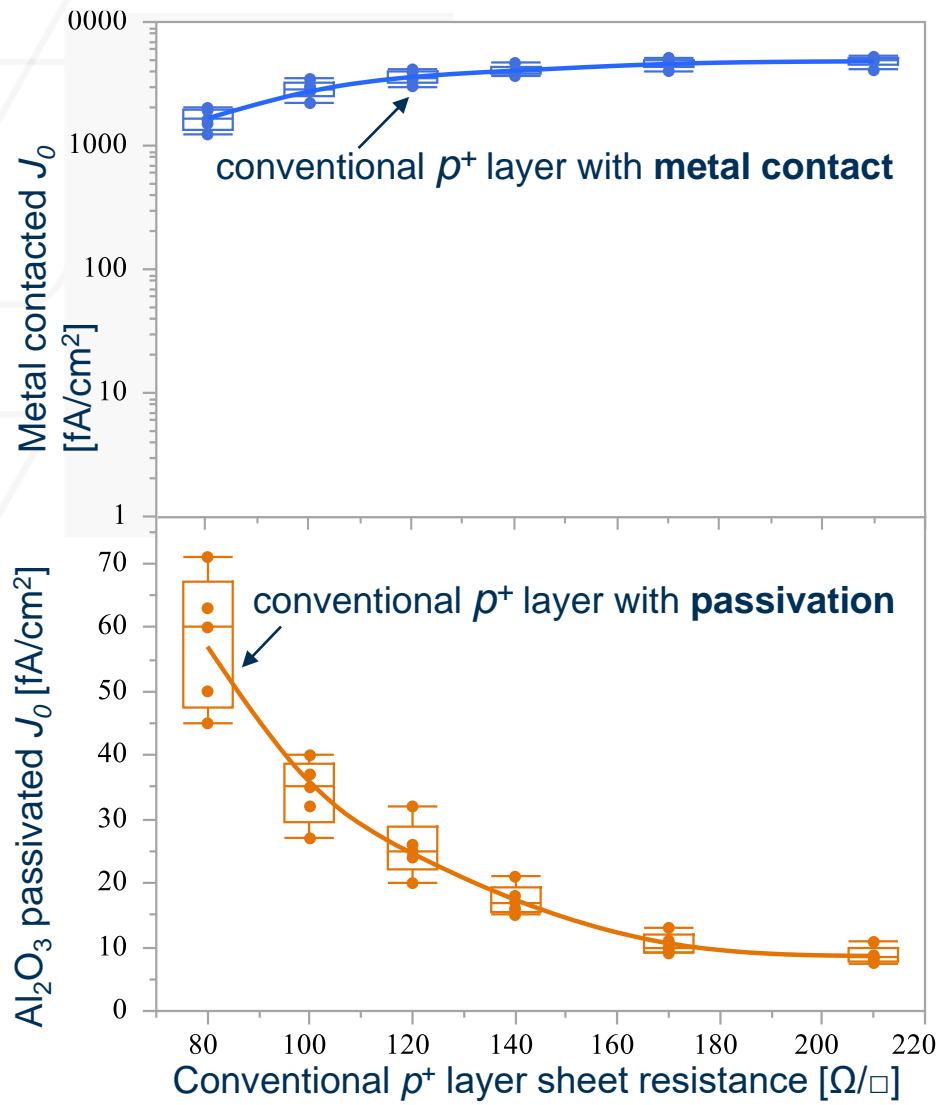 0000
1000
100
10
1
Metal contacted J₀
[fA/cm²]
conventional p⁺ layer with metal contact
70
60
50
40
30
20
10
0
Al₂O₃ passivated J₀ [fA/cm²]
conventional p⁺ layer with passivation
80 100 120 140 160 180 200 220
Conventional p⁺ layer sheet resistance [Ω/□]